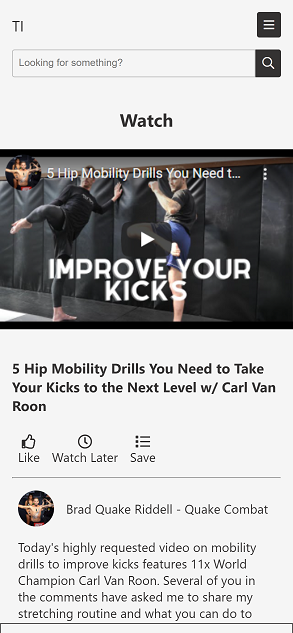 TI
Looking for something?
Watch
5 Hip Mobility Drills You Need t...
IMPROVE YOUR
KICKS
5 Hip Mobility Drills You Need to Take
Your Kicks to the Next Level w/ Carl Van
Roon
Like Watch Later Save
Brad Quake Riddell - Quake Combat
Today's highly requested video on mobility
drills to improve kicks features 11x World
Champion Carl Van Roon. Several of you in
the comments have asked me to share my
stretching routine and what you can do to